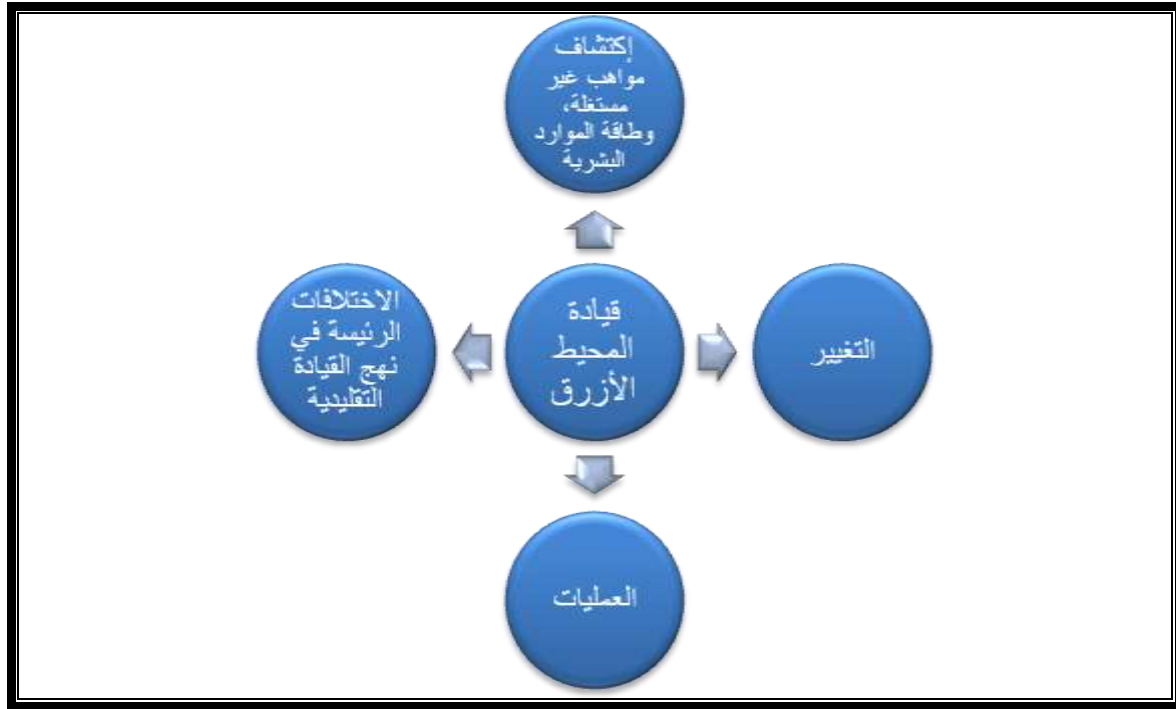 إكتشاف
مواهب غير
مستغلة،
وطاقة الموارد
البشرية
قيادة
المحيط
الأزرق
التغيير
الاختلافات
الرئيسة في
نهج القيادة
التقليدية
العمليات